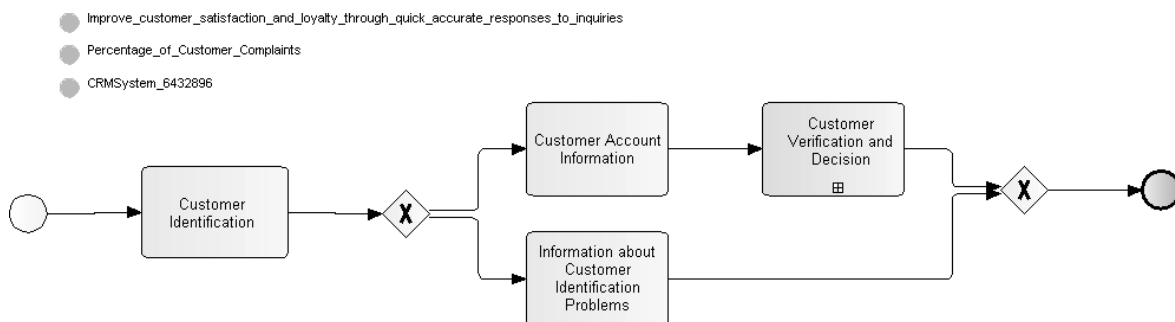 Improve_customer_satisfaction_and_loyalty_through_quick_accurate_responses_to_inquiries
Percentage_of_Customer_Complaints
CRMSystem_6432896
Customer
Identification
X
Customer Account
Information
Customer
Verification and
Decision
Information about
Customer
Identification
Problems
X